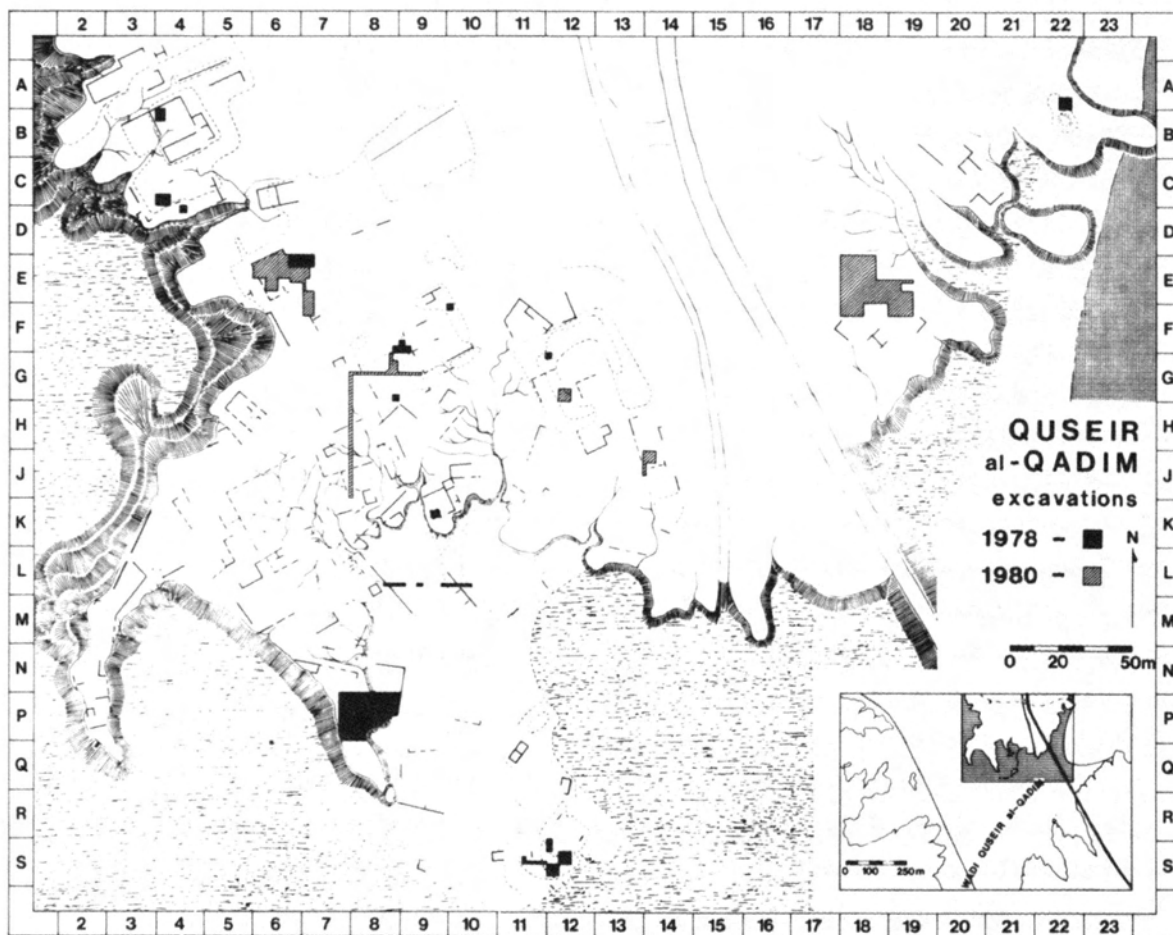 2 3 4 5 6 7 8 9 10 11 12 13 14 15 16 17 18 19 20 21 22 23
A A
B B
C C
D D
E E
F F
G G
H H
QUSEIR
al-QADIM
J J
excavations
K K
1978 - N
L L
1980 -
M M
0 20 50m
N N
P P
Q Q
R R
WADI QUSEIR al-QADIM
S S
0 100 250m
2 3 4 5 6 7 8 9 10 11 12 13 14 15 16 17 18 19 20 21 22 23